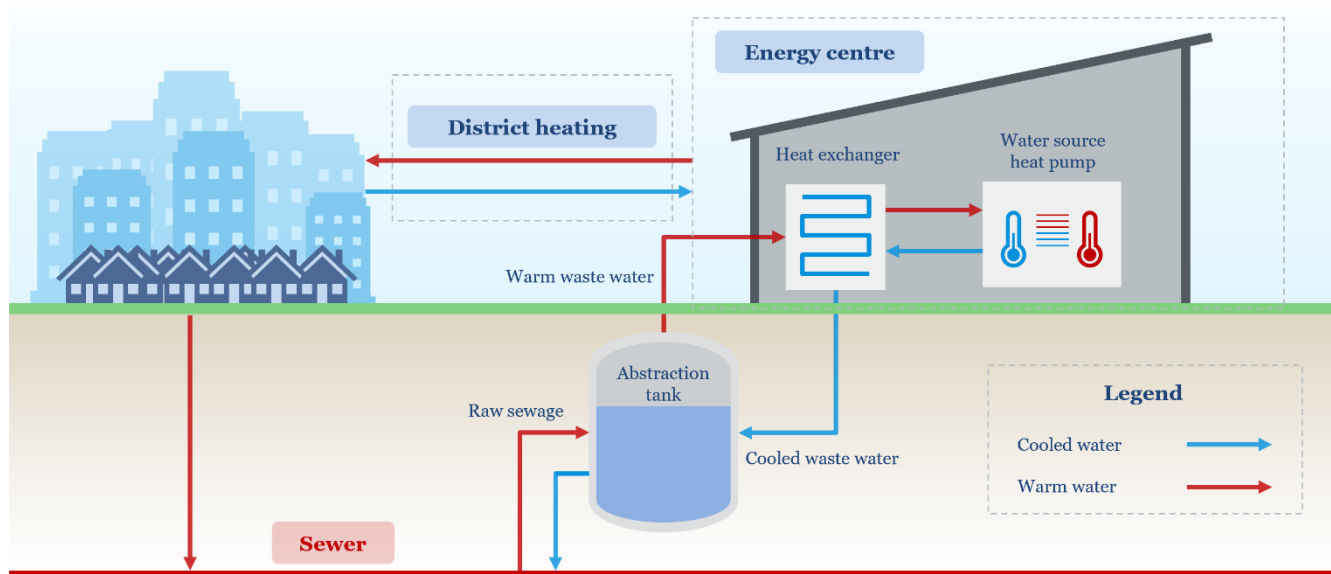 Energy centre
District heating
Heat exchanger
Water source
heat pump
Warm waste water
Abstraction
tank
Raw sewage
Cooled waste water
Legend
Cooled water
Warm water
Sewer